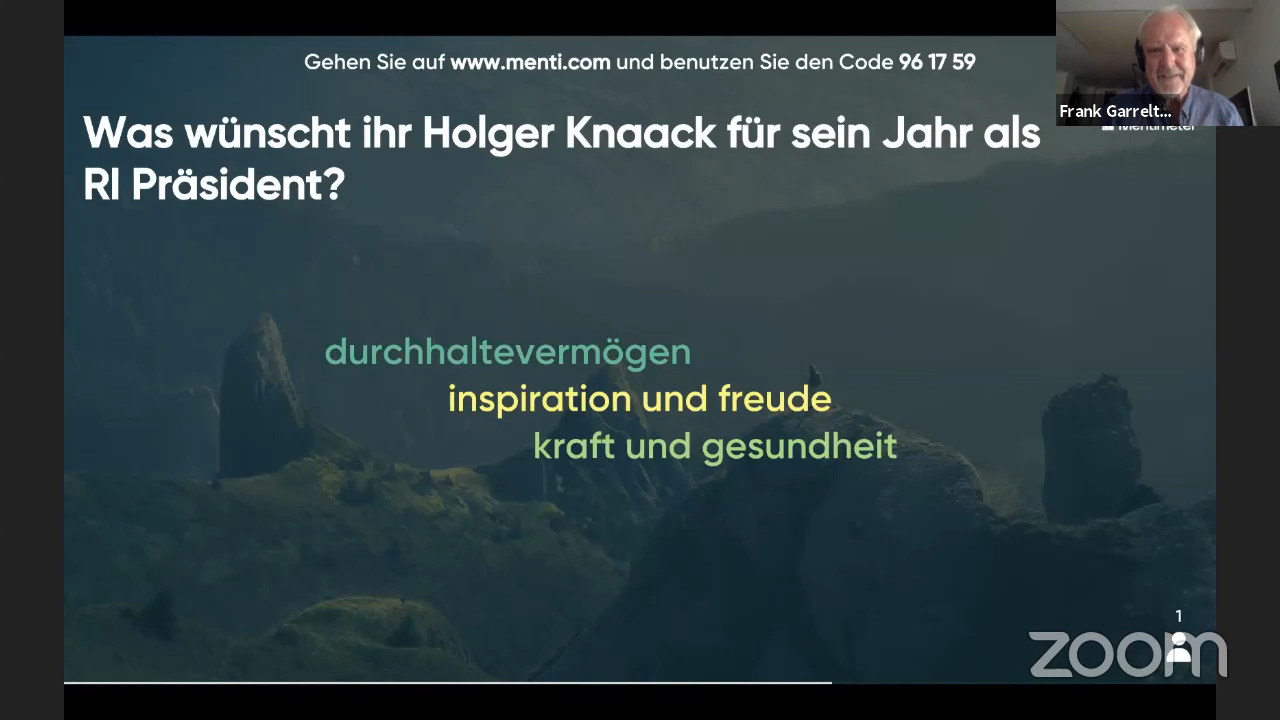 Gehen Sie auf www.menti.com und benutzen Sie den Code 96 17 59
Frank Garrelt...
Mentimeter
Was wünscht ihr Holger Knaack für sein Jahr als
RI Präsident?
durchhaltevermögen
inspiration und freude
kraft und gesundheit
1
zoom